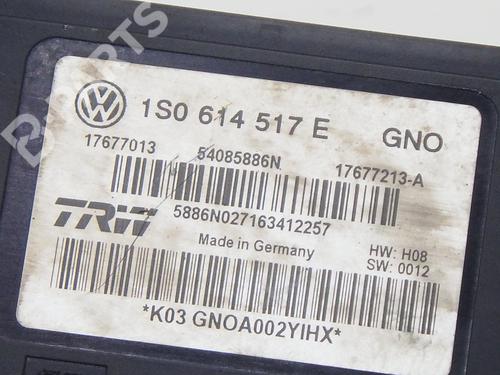 1S0 614 517 E GNO
17677013 54085886N 17677213-A
TRW
5886N027163412257
Made in Germany
HW: H08
SW: 0012
*K03 GNOA002YIHX*